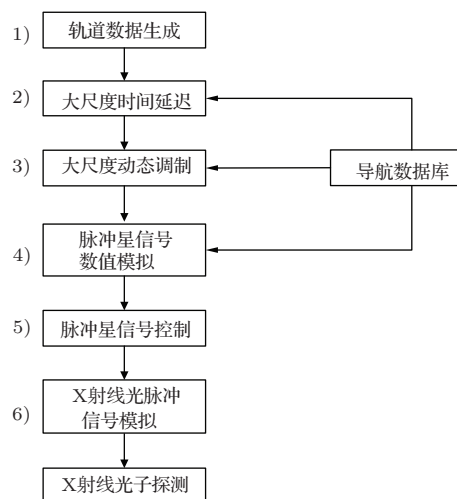 1) 轨道数据生成
2) 大尺度时间延迟
3) 大尺度动态调制
导航数据库
4) 脉冲星信号
数值模拟
5) 脉冲星信号控制
6) X射线光脉冲
信号模拟
X射线光子探测